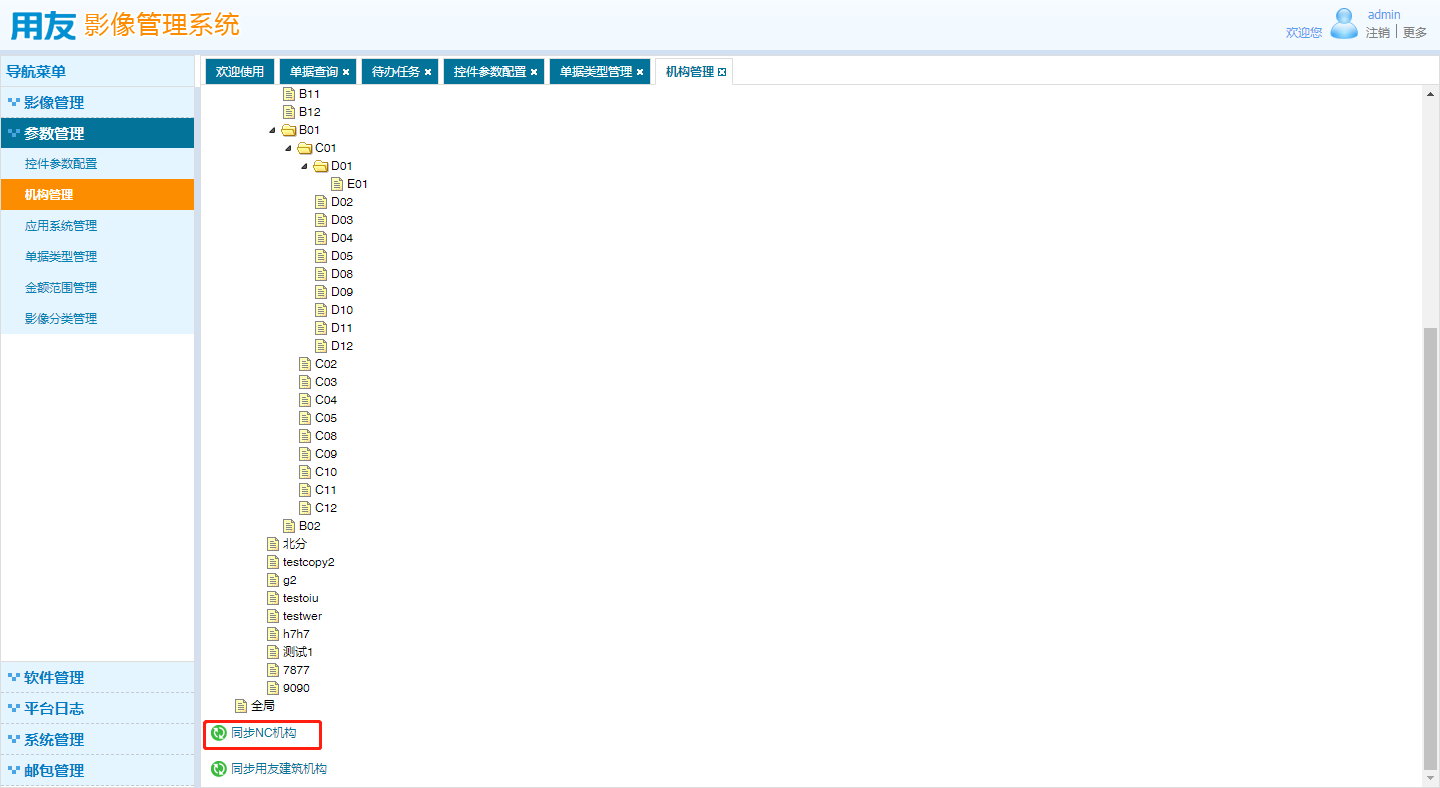 用友 影像管理系统
欢迎您 admin
注销 | 更多
导航菜单
影像管理
参数管理
控件参数配置
机构管理
应用系统管理
单据类型管理
金额范围管理
影像分类管理
软件管理
平台日志
系统管理
邮包管理
欢迎使用 单据查询 待办任务 控件参数配置 单据类型管理 机构管理
B11
B12
B01
C01
D01
E01
D02
D03
D04
D05
D08
D09
D10
D11
D12
C02
C03
C04
C05
C08
C09
C10
C11
C12
B02
北分
testcopy2
g2
testoiu
testwer
h7h7
测试1
7877
9090
全局
同步NC机构
同步用友建筑机构